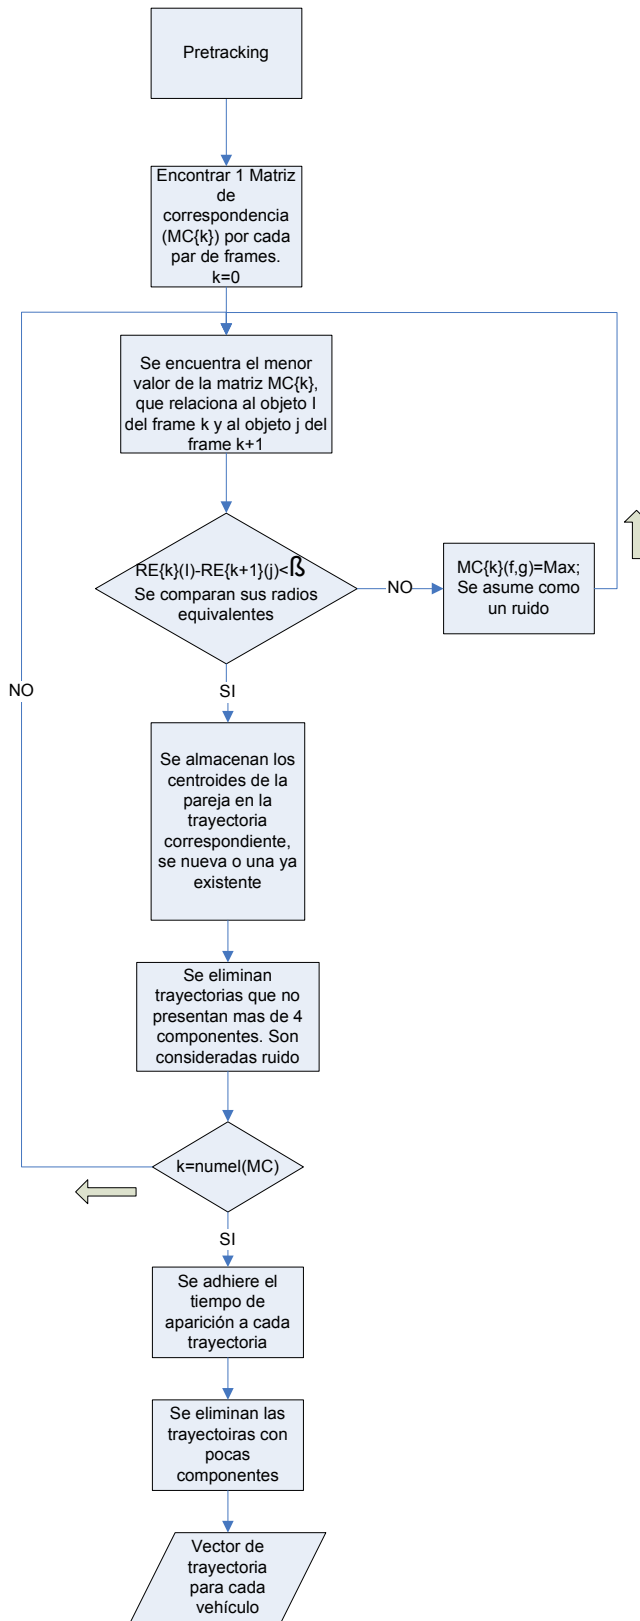 Pretracking
Encontrar 1 Matriz
de
correspondencia
(MC{k}) por cada
par de frames.
k=0
Se encuentra el menor
valor de la matriz MC{k},
que relaciona al objeto l
del frame k y al objeto j del
frame k+1
RE{k}(l)-RE{k+1}(j)<ß
Se comparan sus radios
equivalentes
NO
MC{k}(f,g)=Max;
Se asume como
un ruido
SI
NO
Se almacenan los
centroides de la
pareja en la
trayectoria
correspondiente,
se nueva o una ya
existente
Se eliminan
trayectorias que no
presentan mas de 4
componentes. Son
consideradas ruido
k=numel(MC)
SI
Se adhiere el
tiempo de
aparición a cada
trayectoria
Se eliminan las
trayectoiras con
pocas
componentes
Vector de
trayectoria
para cada
vehículo